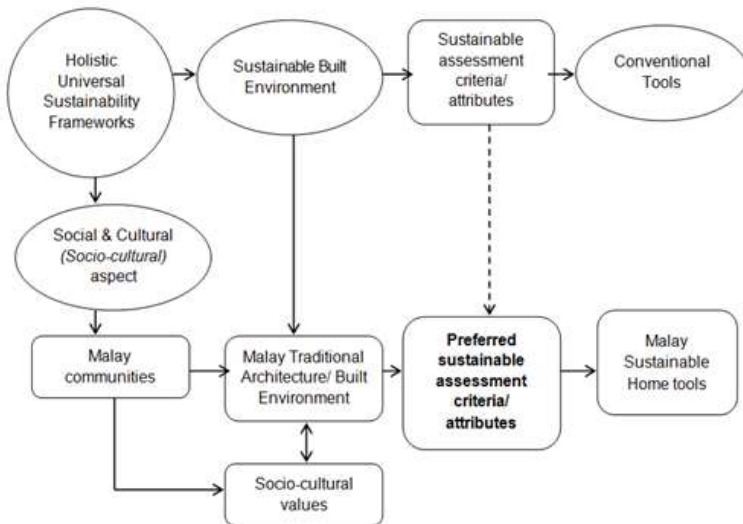 Holistic
Universal
Sustainability
Frameworks
Sustainable Built
Environment
Sustainable
assessment
criteria/
attributes
Conventional
Tools
Social & Cultural
(Socio-cultural)
aspect
Malay
communities
Malay Traditional
Architecture/ Built
Environment
Preferred
sustainable
assessment
criteria/
attributes
Malay
Sustainable
Home tools
Socio-cultural
values